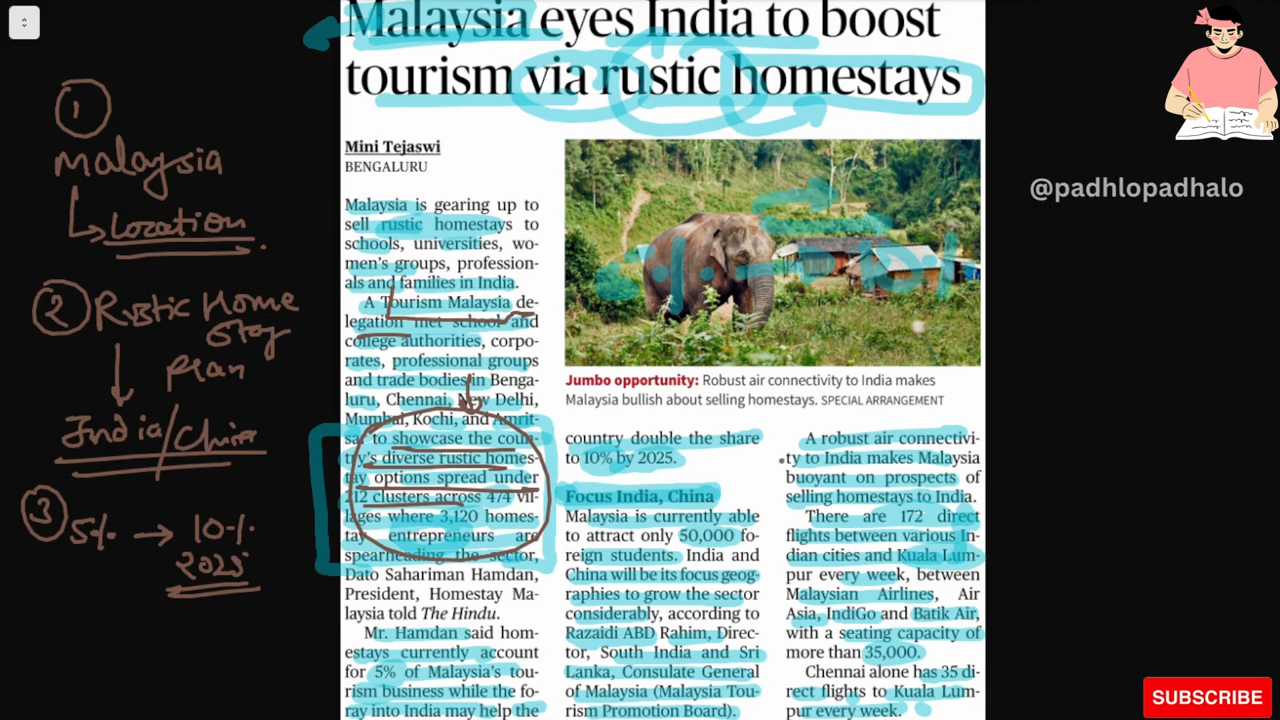 Malaysia eyes India to boost
tourism via rustic homestays
Mini Tejaswi
BENGALURU
Malaysia is gearing up to
sell rustic homestays to
schools, universities, wo-
men's groups, profession-
als and families in India.
A Tourism Malaysia de-
legation met school and
college authorities, corpo-
rates, professional groups
and trade bodies in Benga-
luru, Chennai, New Delhi,
Mumbai, Kochi, and Amrit-
sar to showcase the coun-
try's diverse rustic homes-
tay options spread under
212 clusters across 474 vil-
lages where 3,120 homes-
tay entrepreneurs are
spearheading the sector,
Dato Sahariman Hamdan,
President, Homestay Ma-
laysia told The Hindu.
Mr. Hamdan said hom-
estays currently account
for 5% of Malaysia's tou-
rism business while the fo-
ray into India may help the
Jumbo opportunity: Robust air connectivity to India makes
Malaysia bullish about selling homestays. SPECIAL ARRANGEMENT
country double the share
to 10% by 2025.
Focus India, China
Malaysia is currently able
to attract only 50,000 fo-
reign students. India and
China will be its focus geog-
raphies to grow the sector
considerably, according to
Razaidi ABD Rahim, Direc-
tor, South India and Sri
Lanka, Consulate General
of Malaysia (Malaysia Tou-
rism Promotion Board).
A robust air connectivi-
ty to India makes Malaysia
buoyant on prospects of
selling homestays to India.
There are 172 direct
flights between various In-
dian cities and Kuala Lum-
pur every week, between
Malaysian Airlines, Air
Asia, IndiGo and Batik Air,
with a seating capacity of
more than 35,000.
Chennai alone has 35 di-
rect flights to Kuala Lum-
pur every week.
1
Malaysia
Location
2 Rustic Home
Stay
Plan
India/China
3 5% → 10%
2025
@padhlopadhalo
SUBSCRIBE